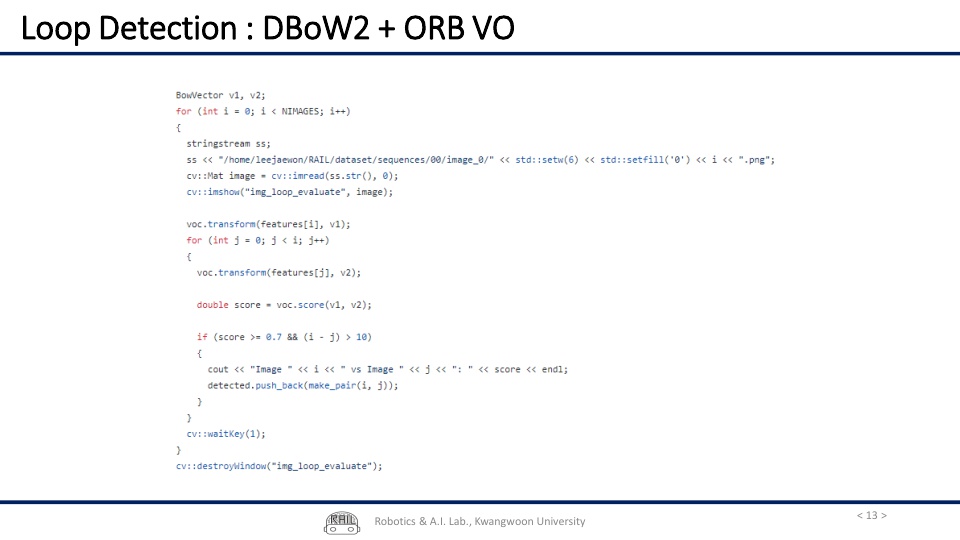 Loop Detection : DBoW2 + ORB VO
BowVector v1, v2;
for (int i = 0; i < NIMAGES; i++)
{
stringstream ss;
ss << "/home/leejaewon/RAIL/dataset/sequences/00/image_0/" << std::setw(6) << std::setfill('0') << i << ".png";
cv::Mat image = cv::imread(ss.str(), 0);
cv::imshow("img_loop_evaluate", image);
voc.transform(features[i], v1);
for (int j = 0; j < i; j++)
{
voc.transform(features[j], v2);
double score = voc.score(v1, v2);
if (score >= 0.7 && (i - j) > 10)
{
cout << "Image " << i << " vs Image " << j << ": " << score << endl;
detected.push_back(make_pair(i, j));
}
}
cv::waitKey(1);
}
cv::destroyWindow("img_loop_evaluate");
RAIL
Robotics & A.I. Lab., Kwangwoon University
< 13 >